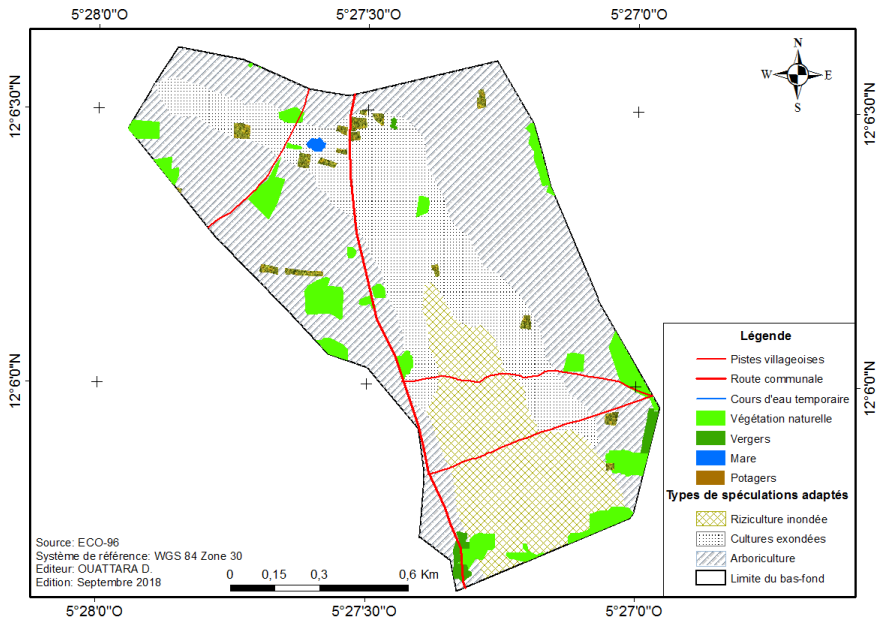 5°28'0"O
5°27'30"O
5°27'0"O
12°6'30"N
12°6'30"N
N
W
E
S
12°6'0"N
12°6'0"N
Légende
Pistes villageoises
Route communale
Cours d'eau temporaire
Végétation naturelle
Vergers
Mare
Potagers
Types de spéculations adaptés
Riziculture inondée
Cultures exondées
Arboriculture
Limite du bas-fond
Source: ECO-96
Système de référence: WGS 84 Zone 30
Editeur: OUATTARA D.
Edition: Septembre 2018
0 0,15 0,3 0,6 Km
5°28'0"O
5°27'30"O
5°27'0"O